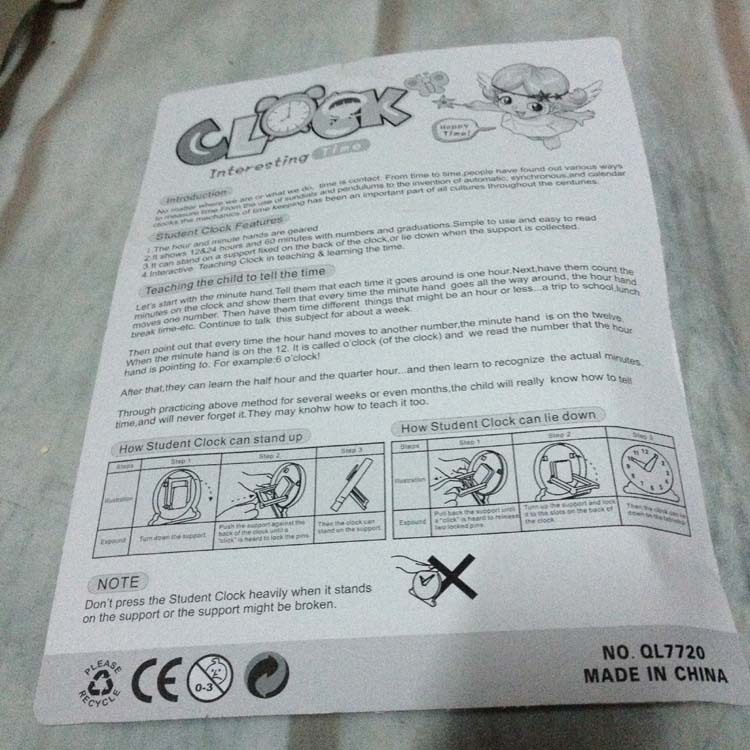 CLOCK
Interesting Time
Happy
Time!
Introduction
No matter where we are or what we do, time is contact. From time to time,people have found out various ways
to measure time.From the use of sundials and pendulums to the invention of automatic, synchronous,and calendar
clocks,the mechanics of time keeping has been an important part of all cultures throughout the centuries.
Student Clock Features
1.The hour and minute hands are geared
2.It shows 12&24 hours and 60 minutes with numbers and graduations.Simple to use and easy to read
3.It can stand on a support fixed on the back of the clock,or lie down when the support is collected.
4.Interactive Teaching Clock in teaching & learning the time.
Teaching the child to tell the time
Let's start with the minute hand.Tell them that each time it goes around is one hour.Next,have them count the
minutes on the clock and show them that every time the minute hand goes all the way around, the hour hand
moves one number. Then have them time different things that might be an hour or less...a trip to school,lunch
break time-etc. Continue to talk this subject for about a week.
Then point out that every time the hour hand moves to another number,the minute hand is on the twelve.
When the minute hand is on the 12. It is called o'clock (of the clock) and we read the number that the hour
hand is pointing to. For example:6 o'clock!
After that,they can learn the half hour and the quarter hour...and then learn to recognize the actual minutes.
Through practicing above method for several weeks or even months,the child will really know how to tell
time,and will never forget it.They may knohw how to teach it too.
How Student Clock can stand up
Steps Step 1 Step 2 Step 3
Illustration
Expound Turn down the support. Push the support against the back of the clock until a "click" is heard to lock the pins. Then the clock can stand on the support.
How Student Clock can lie down
Steps Step 1 Step 2 Step 3
Illustration
Expound Pull back the support until a "click" is heard to release two locked pins. Turn up the support and lock it to the slots on the back of the clock. Then the clock can lie down on the
NOTE
Don't press the Student Clock heavily when it stands
on the support or the support might be broken.
PLEASE
RECYCLE
CE
0-3
NO. QL7720
MADE IN CHINA